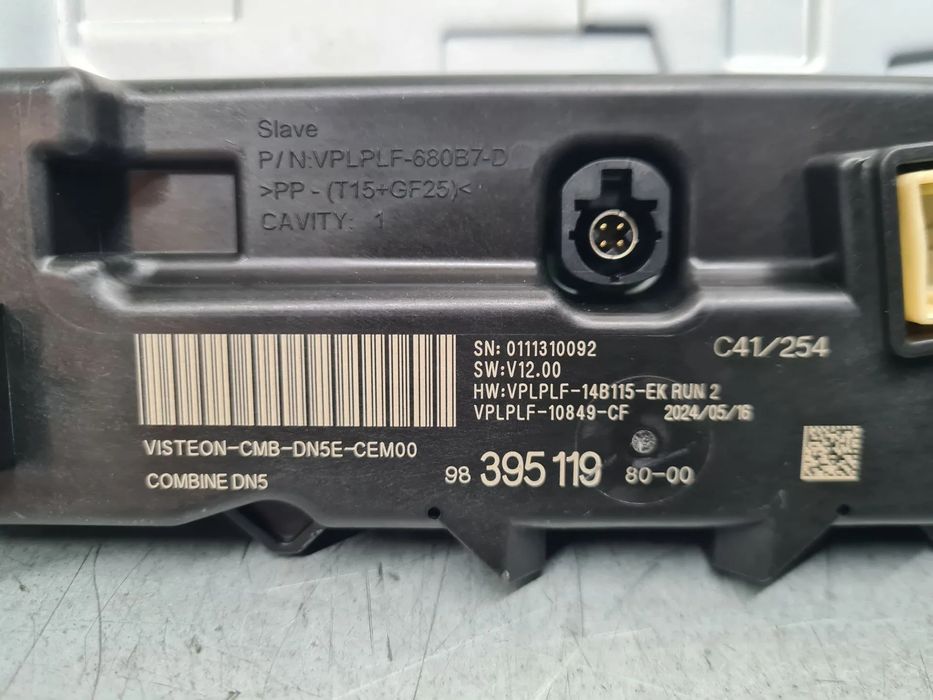 Slave
P/N:VPLPLF-680B7-D
>PP-(T15+GF25)<
CAVITY: 1
SN: 0111310092
SW:V12.00
HW:VPLPLF-14B115-EK RUN 2
VPLPLF-10849-CF 2024/05/16
C41/254
VISTEON-CMB-DN5E-CEM00
COMBINE DN5
98 395 119 80-00